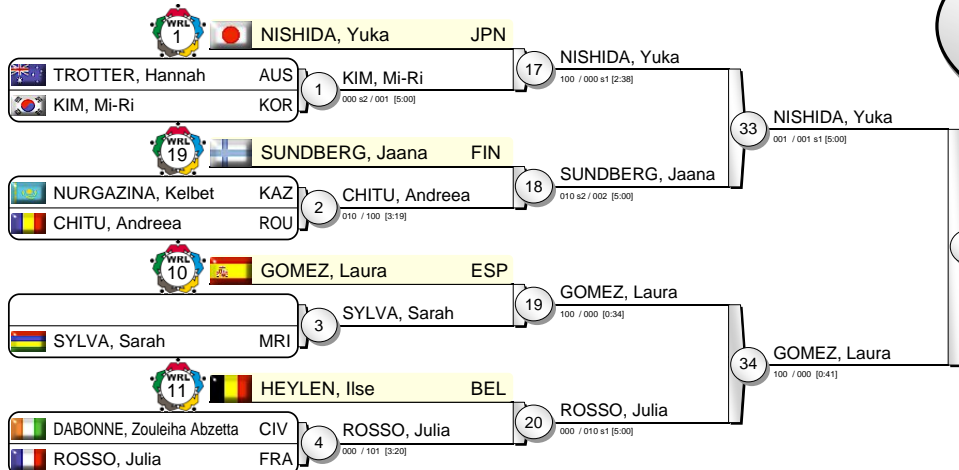 WRL
1
NISHIDA, Yuka JPN
TROTTER, Hannah AUS
KIM, Mi-Ri KOR
1
KIM, Mi-Ri
000 s2 / 001 [5:00]
17
NISHIDA, Yuka
100 / 000 s1 [2:38]
WRL
19
SUNDBERG, Jaana FIN
NURGAZINA, Kelbet KAZ
CHITU, Andreea ROU
2
CHITU, Andreea
010 / 100 [3:19]
18
SUNDBERG, Jaana
010 s2 / 002 [5:00]
33
NISHIDA, Yuka
001 / 001 s1 [5:00]
WRL
10
GOMEZ, Laura ESP
SYLVA, Sarah MRI
3
SYLVA, Sarah
19
GOMEZ, Laura
100 / 000 [0:34]
WRL
11
HEYLEN, Ilse BEL
DABONNE, Zouleiha Abzetta CIV
ROSSO, Julia FRA
4
ROSSO, Julia
000 / 101 [3:20]
20
ROSSO, Julia
000 / 010 s1 [5:00]
34
GOMEZ, Laura
100 / 000 [0:41]